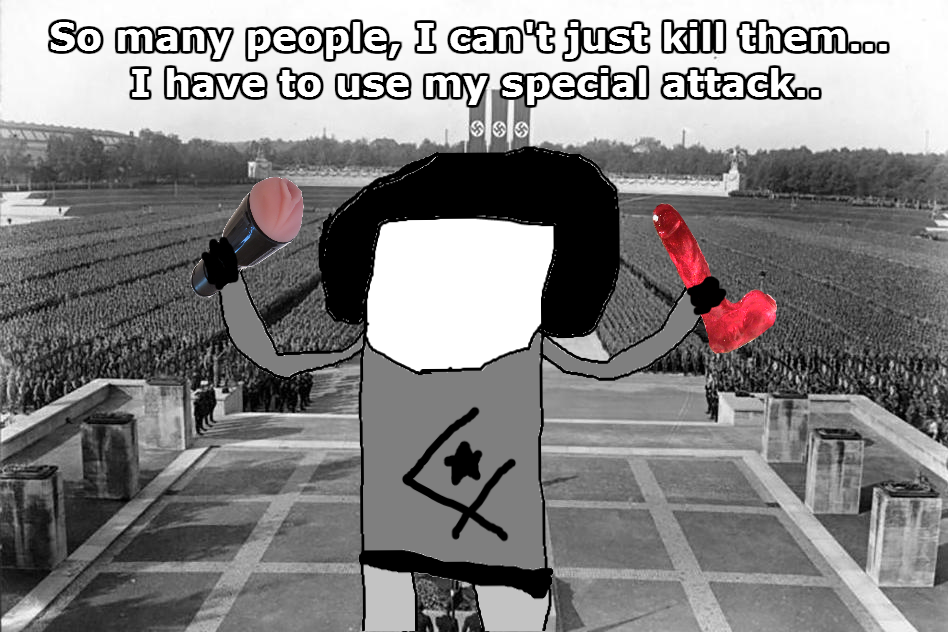 So many people, I can't just kill them...
I have to use my special attack..